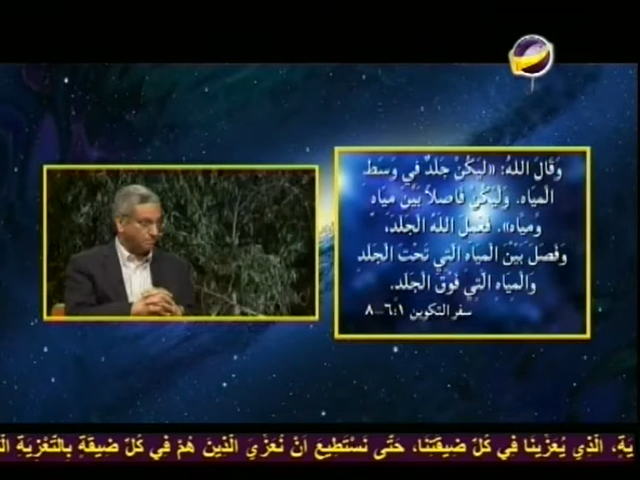 وَقَالَ اللهُ: «لِيَكُنْ جَلَدٌ فِي وَسَطِ
الْمِيَاهِ. وَلْيَكُنْ فَاصِلاً بَيْنَ مِيَاهٍ
وَمِيَاهٍ». فَعَمِلَ اللهُ الْجَلَدَ،
وَفَصَلَ بَيْنَ الْمِيَاهِ الَّتِي تَحْتَ الْجَلَدِ
وَالْمِيَاهِ الَّتِي فَوْقَ الْجَلَدِ.
سفر التكوين ٦:١-٨
يَةٍ، الَّذِي يُعَزِّينَا فِي كُلِّ ضِيقَتِنَا، حَتَّى نَسْتَطِيعَ أَنْ نُعَزِّيَ الَّذِينَ هُمْ فِي كُلِّ ضِيقَةٍ بِالتَّعْزِيَةِ ال